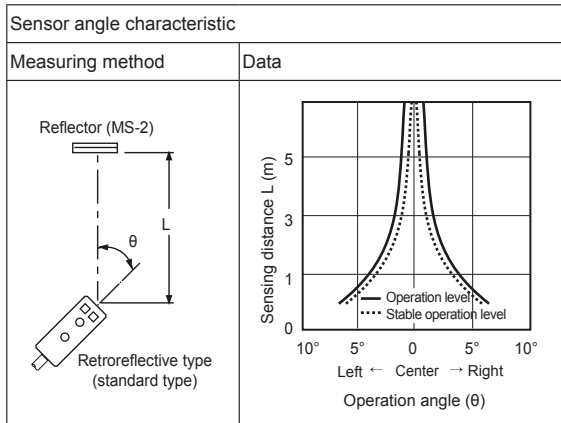 Sensor angle characteristic
Measuring method
Data
Reflector (MS-2)
L
θ
Retroreflective type
(standard type)
Sensing distance L (m)
5
3
1
0
Operation level
Stable operation level
10° 5° 0 5° 10°
Left ← Center → Right
Operation angle (θ)